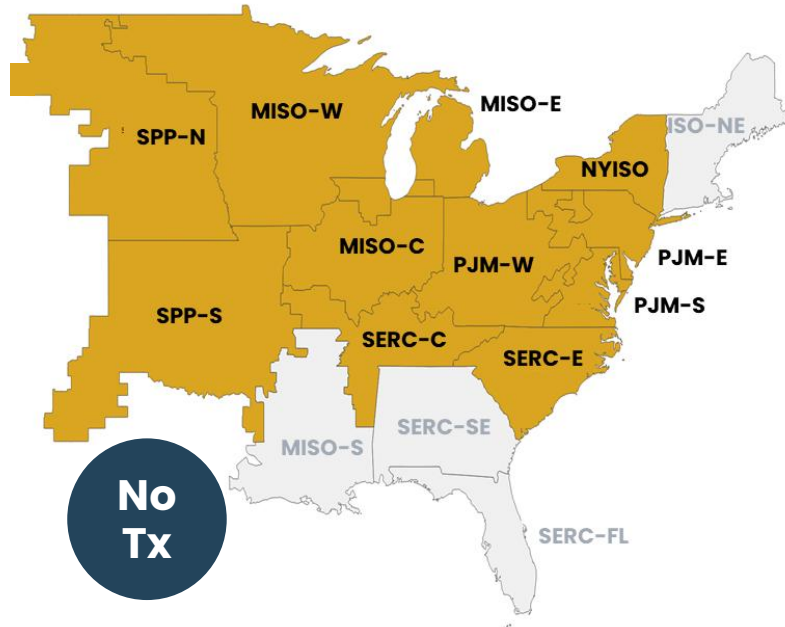 MISO-E
MISO-W
ISO-NE
SPP-N
NYISO
MISO-C
PJM-W
PJM-E
PJM-S
SPP-S
SERC-C
SERC-E
SERC-SE
MISO-S
No
Tx
SERC-FL